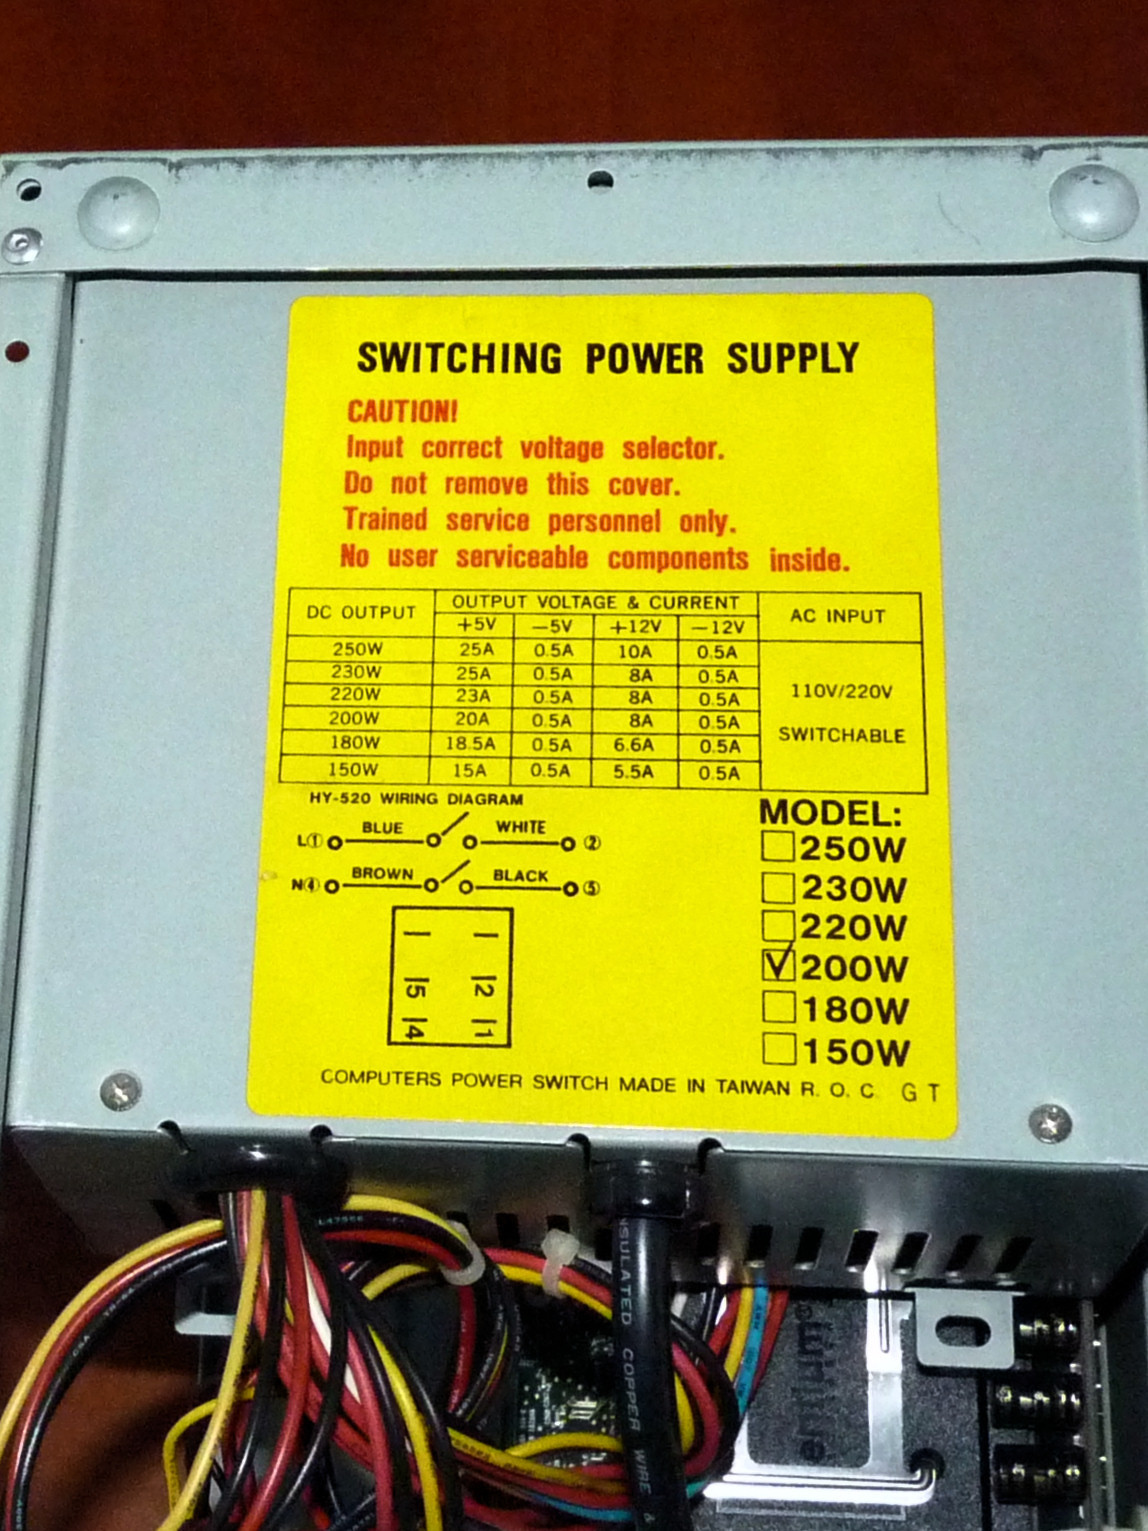 SWITCHING POWER SUPPLY
CAUTION!
Input correct voltage selector.
Do not remove this cover.
Trained service personnel only.
No user serviceable components inside.
DC OUTPUT OUTPUT VOLTAGE & CURRENT AC INPUT
+5V −5V +12V −12V
250W 25A 0.5A 10A 0.5A
230W 25A 0.5A 8A 0.5A
220W 23A 0.5A 8A 0.5A
200W 20A 0.5A 8A 0.5A
180W 18.5A 0.5A 6.6A 0.5A
150W 15A 0.5A 5.5A 0.5A
110V/220V
SWITCHABLE
HY-520 WIRING DIAGRAM
L① BLUE WHITE ②
N④ BROWN BLACK ⑤
5 2
4 1
MODEL:
250W
230W
220W
200W
180W
150W
COMPUTERS POWER SWITCH MADE IN TAIWAN R. O. C. G T
INSULATED COPPER WIRE &